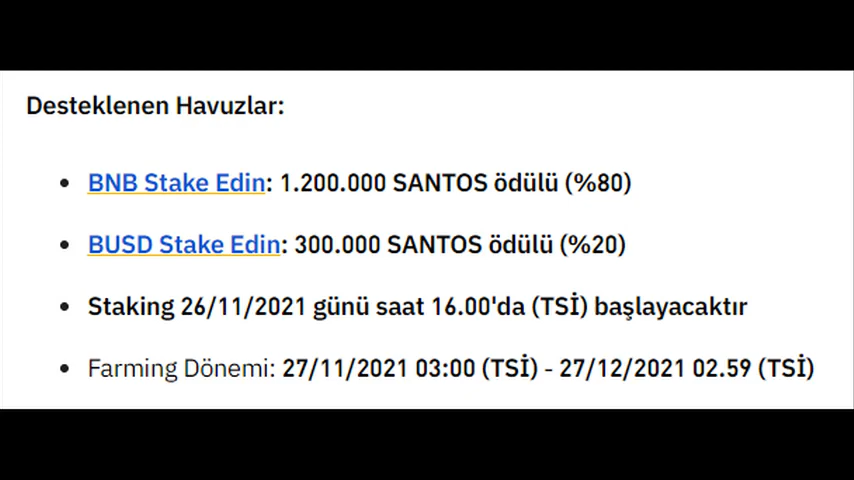 Desteklenen Havuzlar:
• BNB Stake Edin: 1.200.000 SANTOS ödülü (%80)
• BUSD Stake Edin: 300.000 SANTOS ödülü (%20)
• Staking 26/11/2021 günü saat 16.00'da (TSİ) başlayacaktır
• Farming Dönemi: 27/11/2021 03:00 (TSİ) - 27/12/2021 02.59 (TSİ)